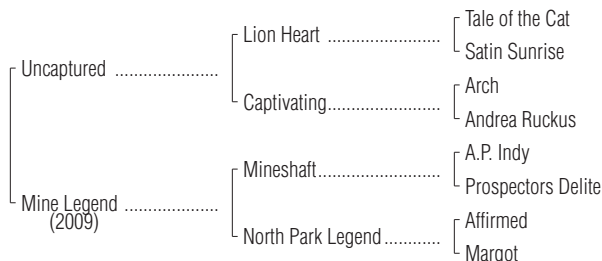 Tale of the Cat
Lion Heart ........................
Satin Sunrise
Uncaptured ......................
Arch
Captivating.......................
Andrea Ruckus
A.P. Indy
Mineshaft.........................
Prospectors Delite
Mine Legend ....................
(2009)
Affirmed
North Park Legend............
Margot